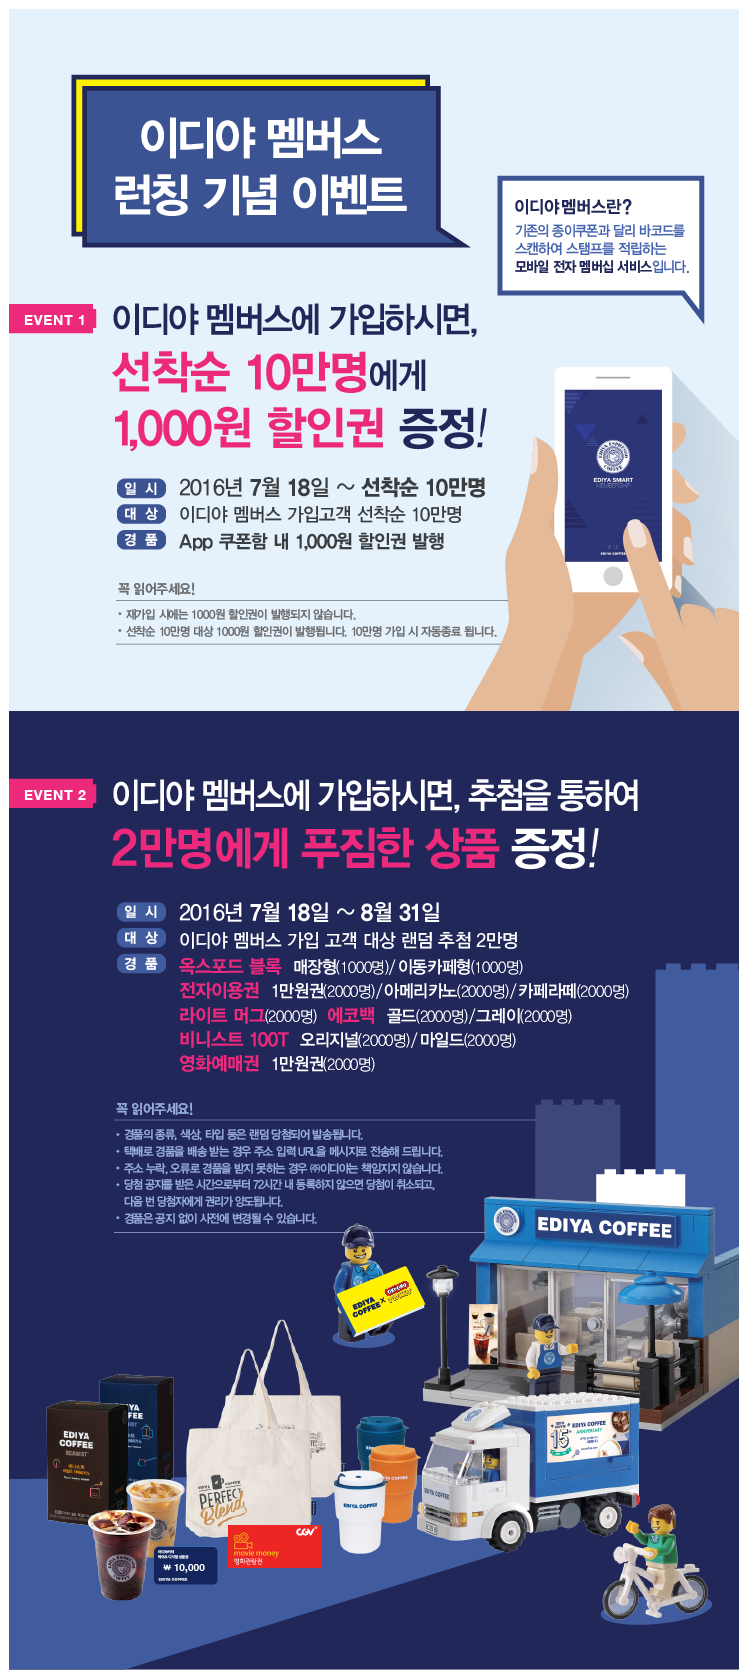 이디야 멤버스
런칭 기념 이벤트
이디야멤버스란?
기존의 종이쿠폰과 달리 바코드를
스캔하여 스탬프를 적립하는
모바일 전자 멤버십 서비스입니다.
EVENT 1
이디야 멤버스에 가입하시면,
선착순 10만명에게
1,000원 할인권 증정!
일 시 2016년 7월 18일 ~ 선착순 10만명
대 상 이디야 멤버스 가입고객 선착순 10만명
경 품 App 쿠폰함 내 1,000원 할인권 발행
EDIYA ESPRESSO COFFEE
EDIYA SMART
MEMBERSHIP
EDIYA COFFEE
꼭 읽어주세요!
• 재가입 시에는 1000원 할인권이 발행되지 않습니다.
• 선착순 10만명 대상 1000원 할인권이 발행됩니다. 10만명 가입 시 자동종료 됩니다.
EVENT 2
이디야 멤버스에 가입하시면, 추첨을 통하여
2만명에게 푸짐한 상품 증정!
일 시 2016년 7월 18일 ~ 8월 31일
대 상 이디야 멤버스 가입 고객 대상 랜덤 추첨 2만명
경 품 옥스포드 블록 매장형(1000명)/이동카페형(1000명)
전자이용권 1만원권(2000명)/아메리카노(2000명)/카페라떼(2000명)
라이트 머그(2000명) 에코백 골드(2000명)/그레이(2000명)
비니스트 100T 오리지널(2000명)/마일드(2000명)
영화예매권 1만원권(2000명)
꼭 읽어주세요!
• 경품의 종류, 색상, 타입 등은 랜덤 당첨되어 발송됩니다.
• 택배로 경품을 배송 받는 경우 주소 입력 URL을 메시지로 전송해 드립니다.
• 주소 누락, 오류로 경품을 받지 못하는 경우 ㈜이디야는 책임지지 않습니다.
• 당첨 공지를 받은 시간으로부터 72시간 내 등록하지 않으면 당첨이 취소되고,
다음 번 당첨자에게 권리가 양도됩니다.
• 경품은 공지 없이 사전에 변경될 수 있습니다.
EDIYA COFFEE
EDIYA
COFFEE X OXFORD
EDIYA
COFFEE
BEANIST
EDIYA COFFEE
PERFECT
Blend
EDIYA COFFEE
EDIYA COFFEE
15
ANNIVERSARY
EDIYA COFFEE
CGV
movie money
영화관람권
₩ 10,000
EDIYA COFFEE
EDIYA ESPRESSO COFFEE